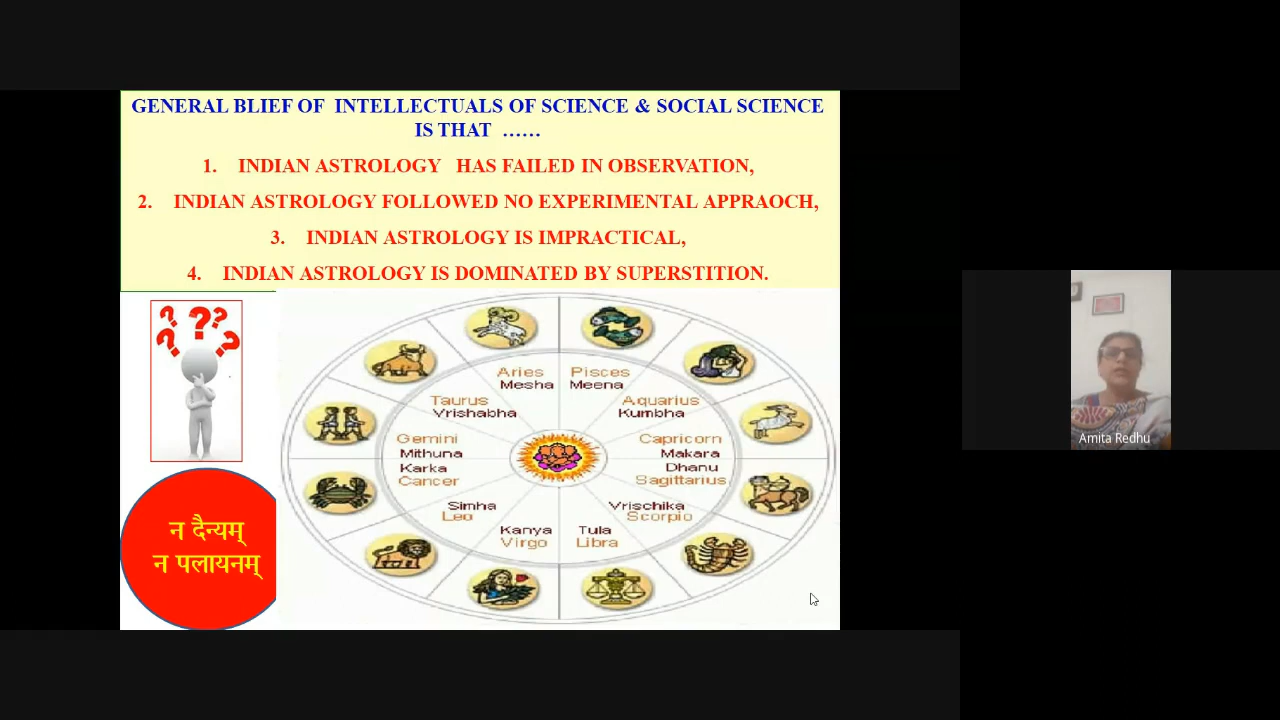 GENERAL BLIEF OF INTELLECTUALS OF SCIENCE & SOCIAL SCIENCE
IS THAT ……
1. INDIAN ASTROLOGY HAS FAILED IN OBSERVATION,
2. INDIAN ASTROLOGY FOLLOWED NO EXPERIMENTAL APPRAOCH,
3. INDIAN ASTROLOGY IS IMPRACTICAL,
4. INDIAN ASTROLOGY IS DOMINATED BY SUPERSTITION.
? ? ? ? ?
न दैन्यम्
न पलायनम्
Aries
Mesha
Pisces
Meena
Taurus
Vrishabha
Aquarius
Kumbha
Gemini
Mithuna
Capricorn
Makara
Karka
Cancer
Dhanu
Sagittarius
Simha
Leo
Vrischika
Scorpio
Kanya
Virgo
Tula
Libra
Amita Redhu